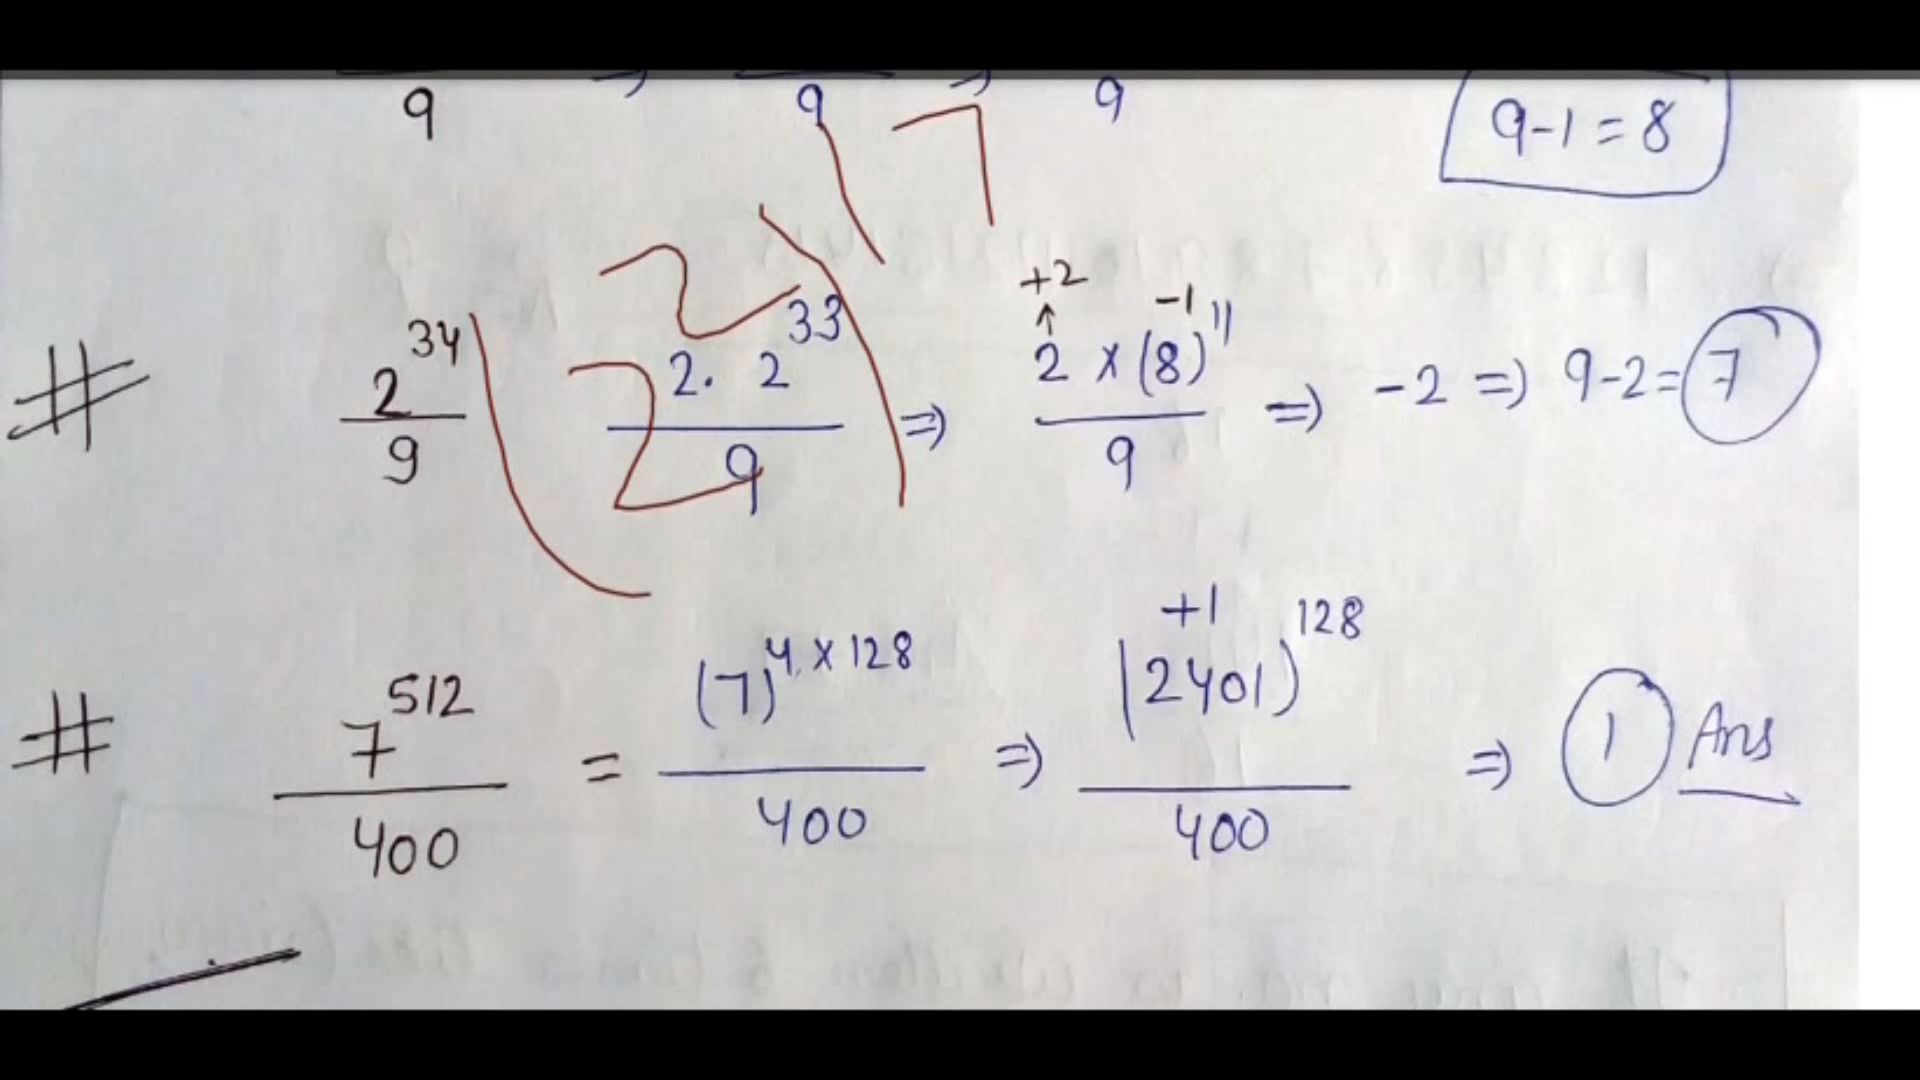 9 => 9 => 9
9-1=8
# 2^34/9 2. 2^33/9 => +2 ↑ 2 x (8)^11 -1 /9 => -2 => 9-2= 7
# 7^512/400 = (7)^4 x 128/400 => +1 (2401)^128/400 => 1 Ans